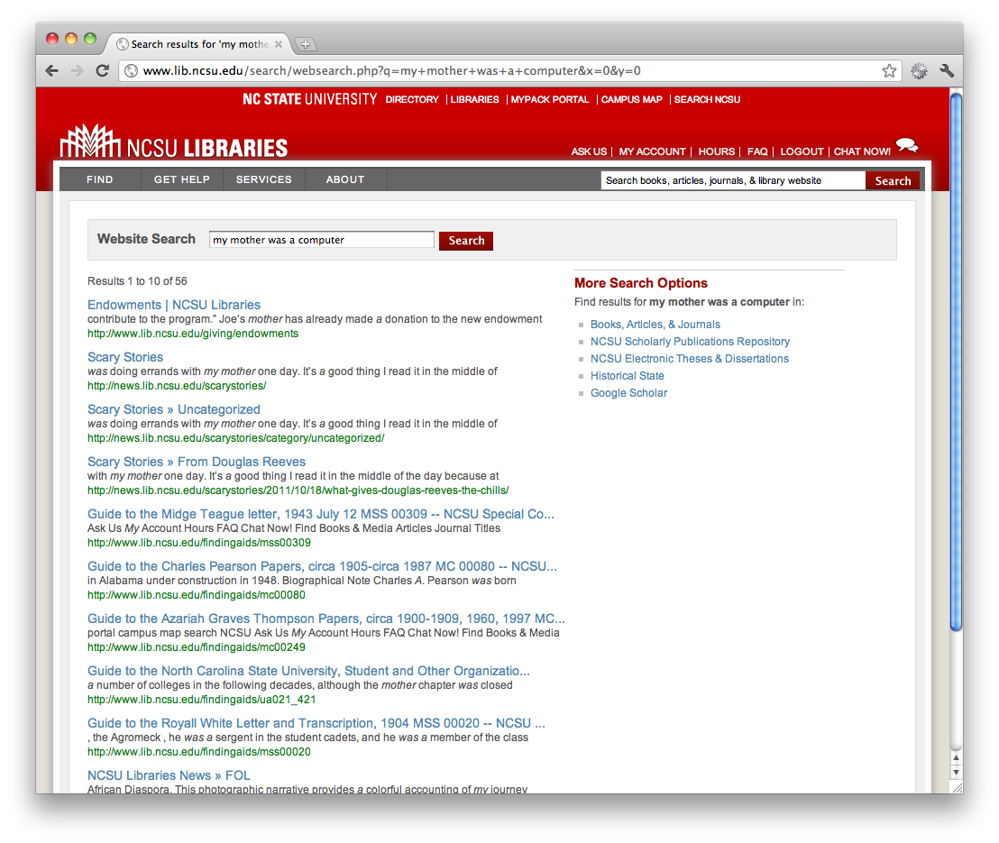 Search results for 'my mothe
www.lib.ncsu.edu/search/websearch.php?q=my+mother+was+a+computer&x=0&y=0
NC STATE UNIVERSITY DIRECTORY | LIBRARIES | MYPACK PORTAL | CAMPUS MAP | SEARCH NCSU
NCSU LIBRARIES
ASK US | MY ACCOUNT | HOURS | FAQ | LOGOUT | CHAT NOW!
FIND GET HELP SERVICES ABOUT
Search books, articles, journals, & library website Search
Website Search my mother was a computer Search
Results 1 to 10 of 56
Endowments | NCSU Libraries
contribute to the program." Joe's mother has already made a donation to the new endowment
http://www.lib.ncsu.edu/giving/endowments
Scary Stories
was doing errands with my mother one day. It's a good thing I read it in the middle of
http://news.lib.ncsu.edu/scarystories/
Scary Stories » Uncategorized
was doing errands with my mother one day. It's a good thing I read it in the middle of
http://news.lib.ncsu.edu/scarystories/category/uncategorized/
Scary Stories » From Douglas Reeves
with my mother one day. It's a good thing I read it in the middle of the day because at
http://news.lib.ncsu.edu/scarystories/2011/10/18/what-gives-douglas-reeves-the-chills/
Guide to the Midge Teague letter, 1943 July 12 MSS 00309 -- NCSU Special Co...
Ask Us My Account Hours FAQ Chat Now! Find Books & Media Articles Journal Titles
http://www.lib.ncsu.edu/findingaids/mss00309
Guide to the Charles Pearson Papers, circa 1905-circa 1987 MC 00080 -- NCSU...
in Alabama under construction in 1948. Biographical Note Charles A. Pearson was born
http://www.lib.ncsu.edu/findingaids/mc00080
Guide to the Azariah Graves Thompson Papers, circa 1900-1909, 1960, 1997 MC...
portal campus map search NCSU Ask Us My Account Hours FAQ Chat Now! Find Books & Media
http://www.lib.ncsu.edu/findingaids/mc00249
Guide to the North Carolina State University, Student and Other Organizatio...
a number of colleges in the following decades, although the mother chapter was closed
http://www.lib.ncsu.edu/findingaids/ua021_421
Guide to the Royall White Letter and Transcription, 1904 MSS 00020 -- NCSU ...
, the Agromeck , he was a sergent in the student cadets, and he was a member of the class
http://www.lib.ncsu.edu/findingaids/mss00020
NCSU Libraries News » FOL
African Diaspora. This photographic narrative provides a colorful accounting of my journey
More Search Options
Find results for my mother was a computer in:
Books, Articles, & Journals
NCSU Scholarly Publications Repository
NCSU Electronic Theses & Dissertations
Historical State
Google Scholar